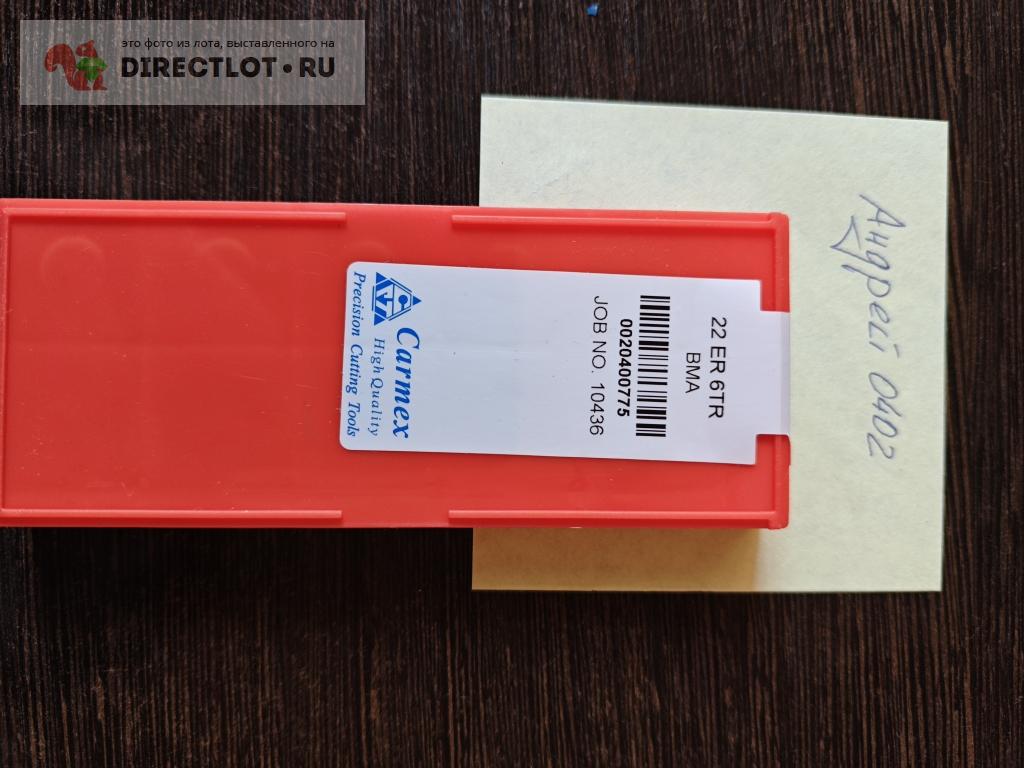 это фото из лота, выставленного на
DIRECTLOT.RU
22 ER 6TR
BMA
0020400775
JOB NO. 10436
Carmex
High Quality
Precision Cutting Tools
Андрей 0402